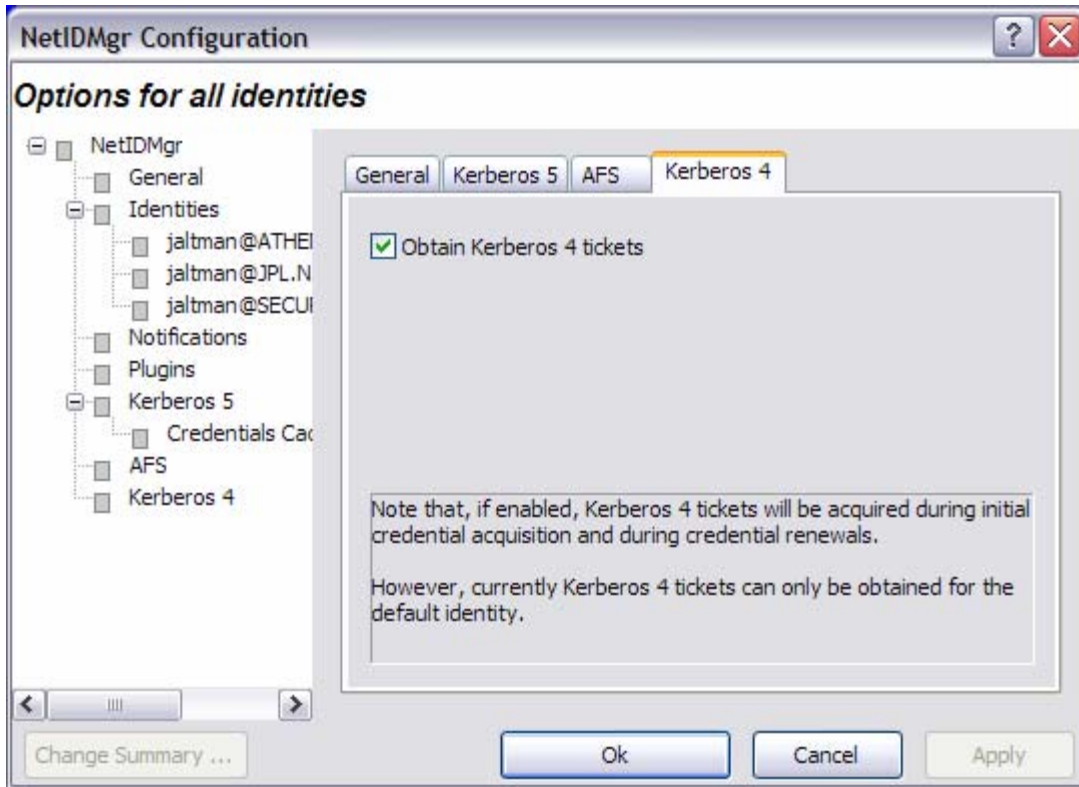 NetIDMgr Configuration
Options for all identities
NetIDMgr
General
Identities
jaltman@ATHE
jaltman@JPL.N
jaltman@SECU
Notifications
Plugins
Kerberos 5
Credentials Cac
AFS
Kerberos 4
General
Kerberos 5
AFS
Kerberos 4
Obtain Kerberos 4 tickets
Note that, if enabled, Kerberos 4 tickets will be acquired during initial
credential acquisition and during credential renewals.
However, currently Kerberos 4 tickets can only be obtained for the
default identity.
Change Summary ...
Ok
Cancel
Apply